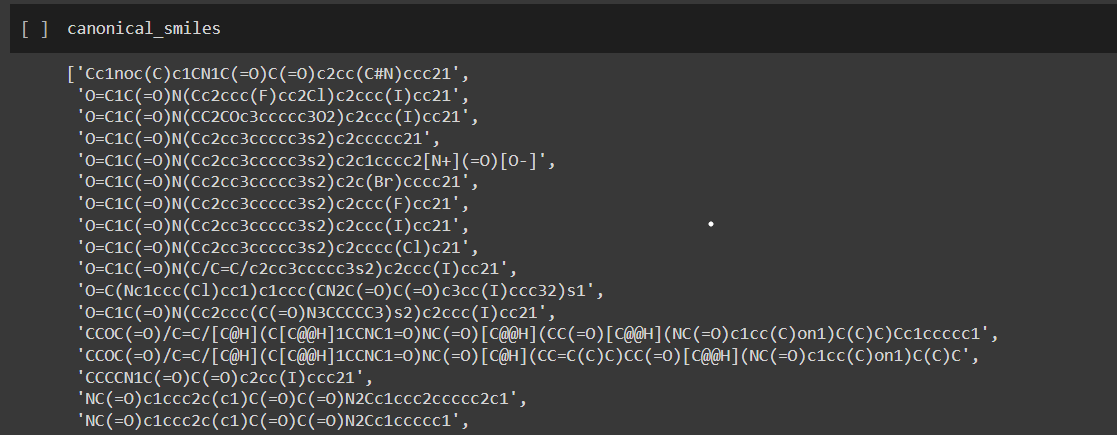 [ ] canonical_smiles
['Cc1noc(C)c1CN1C(=O)C(=O)c2cc(C#N)ccc21',
'O=C1C(=O)N(Cc2ccc(F)cc2Cl)c2ccc(I)cc21',
'O=C1C(=O)N(CC2COc3ccccc3O2)c2ccc(I)cc21',
'O=C1C(=O)N(Cc2cc3ccccc3s2)c2ccccc21',
'O=C1C(=O)N(Cc2cc3ccccc3s2)c2c1cccc2[N+](=O)[O-]',
'O=C1C(=O)N(Cc2cc3ccccc3s2)c2c(Br)cccc21',
'O=C1C(=O)N(Cc2cc3ccccc3s2)c2ccc(F)cc21',
'O=C1C(=O)N(Cc2cc3ccccc3s2)c2ccc(I)cc21',
'O=C1C(=O)N(Cc2cc3ccccc3s2)c2cccc(Cl)c21',
'O=C1C(=O)N(C/C=C/c2cc3ccccc3s2)c2ccc(I)cc21',
'O=C(Nc1ccc(Cl)cc1)c1ccc(CN2C(=O)C(=O)c3cc(I)ccc32)s1',
'O=C1C(=O)N(Cc2ccc(C(=O)N3CCCCC3)s2)c2ccc(I)cc21',
'CCOC(=O)/C=C/[C@H](C[C@@H]1CCNC1=O)NC(=O)[C@@H](CC(=O)[C@@H](NC(=O)c1cc(C)on1)C(C)C)Cc1ccccc1',
'CCOC(=O)/C=C/[C@H](C[C@@H]1CCNC1=O)NC(=O)[C@H](CC=C(C)C)CC(=O)[C@@H](NC(=O)c1cc(C)on1)C(C)C',
'CCCCN1C(=O)C(=O)c2cc(I)ccc21',
'NC(=O)c1ccc2c(c1)C(=O)C(=O)N2Cc1ccc2ccccc2c1',
'NC(=O)c1ccc2c(c1)C(=O)C(=O)N2Cc1ccccc1',